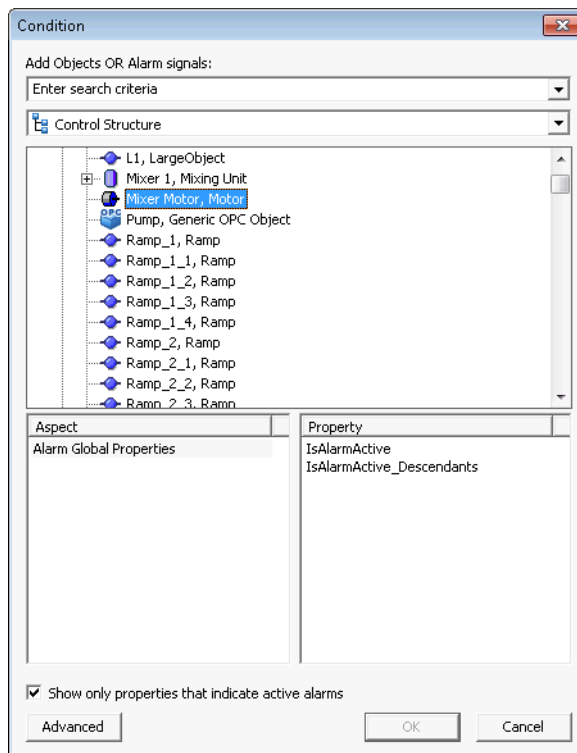 Condition
Add Objects OR Alarm signals:
Enter search criteria
Control Structure
L1, LargeObject
Mixer 1, Mixing Unit
Mixer Motor, Motor
OPC
Pump, Generic OPC Object
Ramp_1, Ramp
Ramp_1_1, Ramp
Ramp_1_2, Ramp
Ramp_1_3, Ramp
Ramp_1_4, Ramp
Ramp_2, Ramp
Ramp_2_1, Ramp
Ramp_2_2, Ramp
Ramp_2_3, Ramp
Aspect
Property
Alarm Global Properties
IsAlarmActive
IsAlarmActive_Descendants
Show only properties that indicate active alarms
Advanced
OK
Cancel